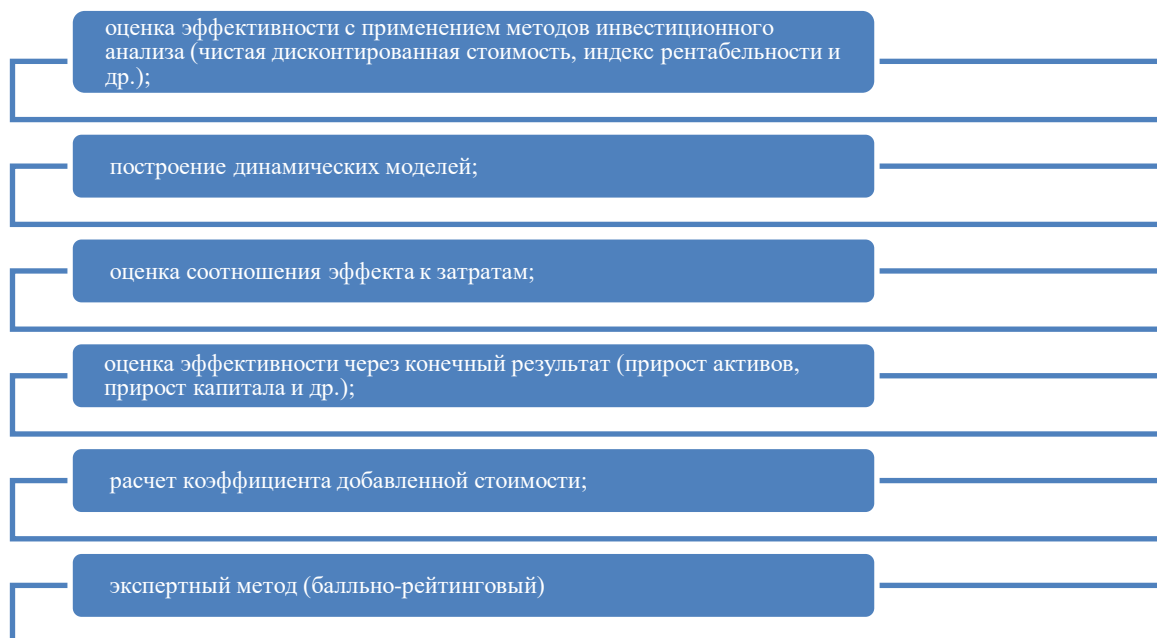 оценка эффективности с применением методов инвестиционного
анализа (чистая дисконтированная стоимость, индекс рентабельности и
др.);
построение динамических моделей;
оценка соотношения эффекта к затратам;
оценка эффективности через конечный результат (прирост активов,
прирост капитала и др.);
расчет коэффициента добавленной стоимости;
экспертный метод (балльно-рейтинговый)